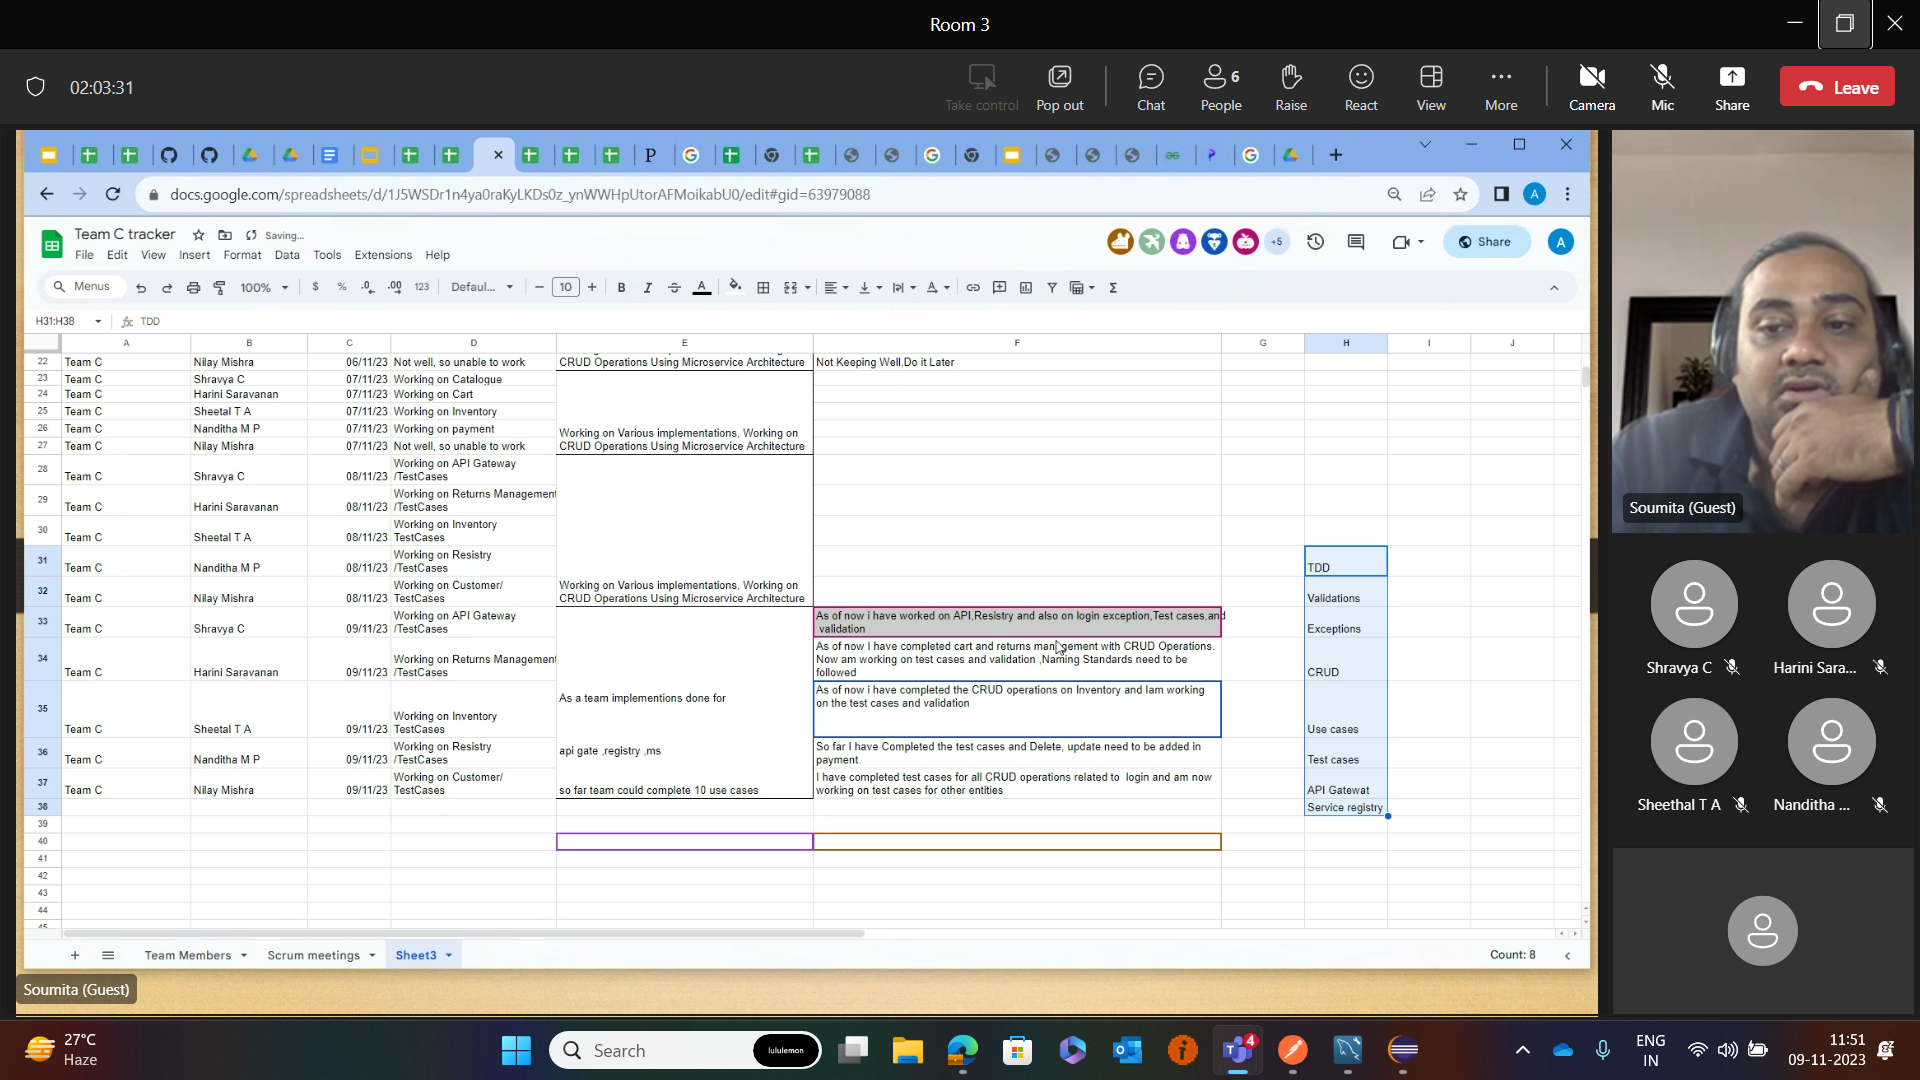 Room 3
02:03:31
Take control
Pop out
Chat
6
People
Raise
React
View
More
Camera
Mic
Share
Leave
docs.google.com/spreadsheets/d/1J5WSDr1n4ya0raKyLKDs0z_ynWWHpUtorAFMoikabU0/edit#gid=63979088
A
Team C tracker
Saving...
+5
Share
A
File Edit View Insert Format Data Tools Extensions Help
Menus
100%
$ % .0 .00 123
Defaul...
10
B I A
H31:H38
fx TDD
A B C D E F G H I J
22 Team C Nilay Mishra 06/11/23 Not well, so unable to work CRUD Operations Using Microservice Architecture Not Keeping Well,Do it Later
23 Team C Shravya C 07/11/23 Working on Catalogue
24 Team C Harini Saravanan 07/11/23 Working on Cart
25 Team C Sheetal T A 07/11/23 Working on Inventory
26 Team C Nanditha M P 07/11/23 Working on payment Working on Various implementations, Working on
27 Team C Nilay Mishra 07/11/23 Not well, so unable to work CRUD Operations Using Microservice Architecture
28 Working on API Gateway
Team C Shravya C 08/11/23 /TestCases
29 Working on Returns Management
Team C Harini Saravanan 08/11/23 /TestCases
30 Working on Inventory
Team C Sheetal T A 08/11/23 TestCases
31 Working on Resistry
Team C Nanditha M P 08/11/23 /TestCases TDD
32 Working on Customer/ Working on Various implementations, Working on
Team C Nilay Mishra 08/11/23 TestCases CRUD Operations Using Microservice Architecture Validations
33 Working on API Gateway As of now i have worked on API,Resistry and also on login exception,Test cases,and
Team C Shravya C 09/11/23 /TestCases validation Exceptions
As of now I have completed cart and returns management with CRUD Operations.
34 Working on Returns Management Now am working on test cases and validation ,Naming Standards need to be
Team C Harini Saravanan 09/11/23 /TestCases followed CRUD
As of now i have completed the CRUD operations on Inventory and Iam working
As a team implementions done for on the test cases and validation
35 Working on Inventory
Team C Sheetal T A 09/11/23 TestCases Use cases
36 Working on Resistry api gate ,registry ,ms So far I have Completed the test cases and Delete, update need to be added in
Team C Nanditha M P 09/11/23 /TestCases payment. Test cases
37 Working on Customer/ I have completed test cases for all CRUD operations related to login and am now
Team C Nilay Mishra 09/11/23 TestCases so far team could complete 10 use cases working on test cases for other entities API Gatewat
38 Service registry
39
40
41
42
43
44
45
Team Members
Scrum meetings
Sheet3
Count: 8
Soumita (Guest)
Soumita (Guest)
Shravya C
Harini Sara...
Sheethal T A
Nanditha ...
27°C
Haze
Search
lululemon
4
ENG
IN
11:51
09-11-2023